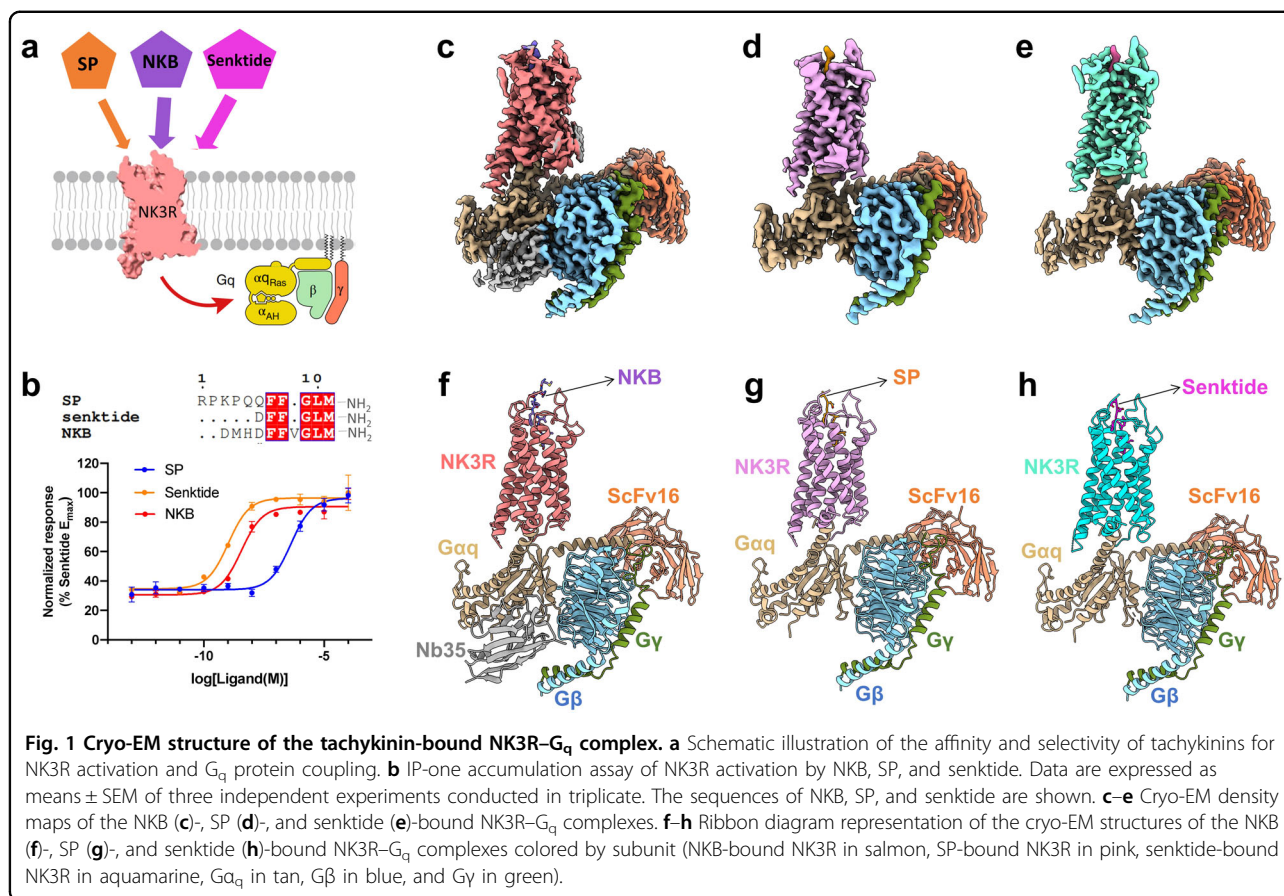 a
SP
NKB
Senktide
NK3R
Gq
αqRas
αAH
β
γ
b
1 10
SP RPKPQQFF.GLM-NH2
senktide .....DFF.GLM-NH2
NKB ..DMHDFFVGLM-NH2
120
100
80
60
40
20
0
Normalized response
(% Senktide Emax)
SP
Senktide
NKB
-10 -5
log[Ligand(M)]
c
d
e
f
NKB
NK3R
ScFv16
Gαq
Nb35
Gγ
Gβ
g
SP
NK3R
ScFv16
Gαq
Gγ
Gβ
h
Senktide
NK3R
ScFv16
Gαq
Gγ
Gβ
Fig. 1 Cryo-EM structure of the tachykinin-bound NK3R–Gq complex. a Schematic illustration of the affinity and selectivity of tachykinins for
NK3R activation and Gq protein coupling. b IP-one accumulation assay of NK3R activation by NKB, SP, and senktide. Data are expressed as
means ± SEM of three independent experiments conducted in triplicate. The sequences of NKB, SP, and senktide are shown. c–e Cryo-EM density
maps of the NKB (c)-, SP (d)-, and senktide (e)-bound NK3R–Gq complexes. f–h Ribbon diagram representation of the cryo-EM structures of the NKB
(f)-, SP (g)-, and senktide (h)-bound NK3R–Gq complexes colored by subunit (NKB-bound NK3R in salmon, SP-bound NK3R in pink, senktide-bound
NK3R in aquamarine, Gαq in tan, Gβ in blue, and Gγ in green).